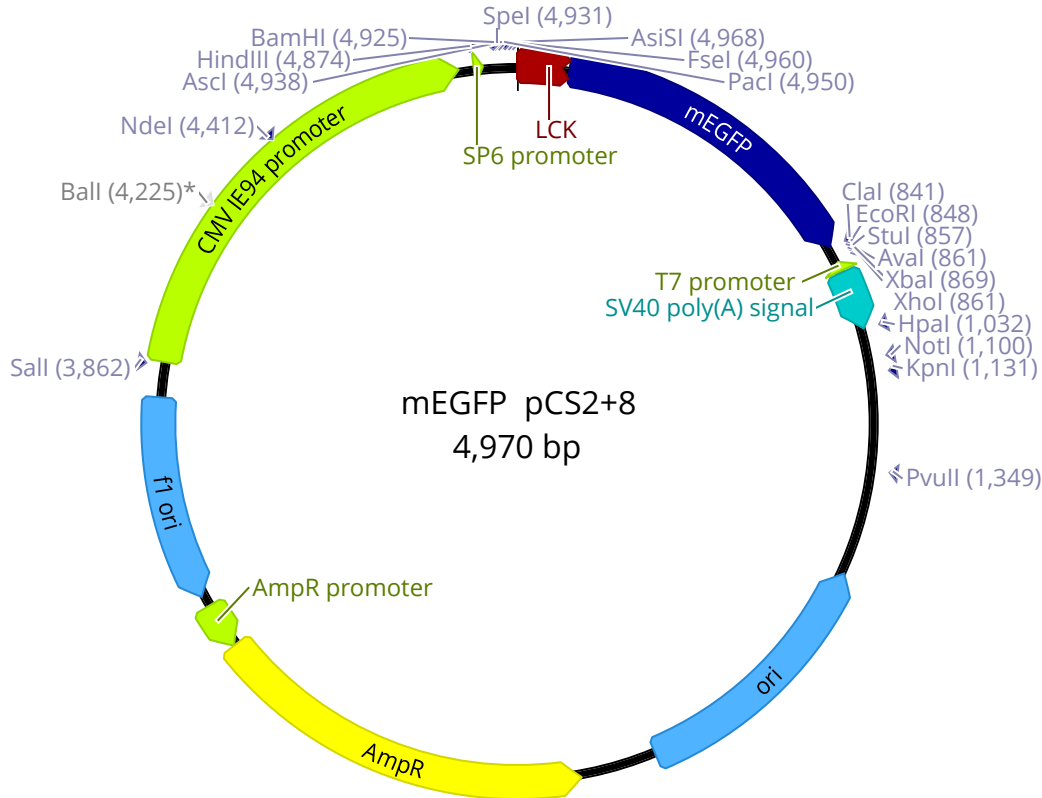 SpeI (4,931)
BamHI (4,925)
AsiSI (4,968)
HindIII (4,874)
FseI (4,960)
AscI (4,938)
PacI (4,950)
NdeI (4,412)
LCK
mEGFP
SP6 promoter
CMV IE94 promoter
BalI (4,225)*
ClaI (841)
EcoRI (848)
StuI (857)
AvaI (861)
T7 promoter
XbaI (869)
SV40 poly(A) signal
XhoI (861)
HpaI (1,032)
NotI (1,100)
SalI (3,862)
KpnI (1,131)
mEGFP pCS2+8
4,970 bp
PvuII (1,349)
f1 ori
AmpR promoter
ori
AmpR